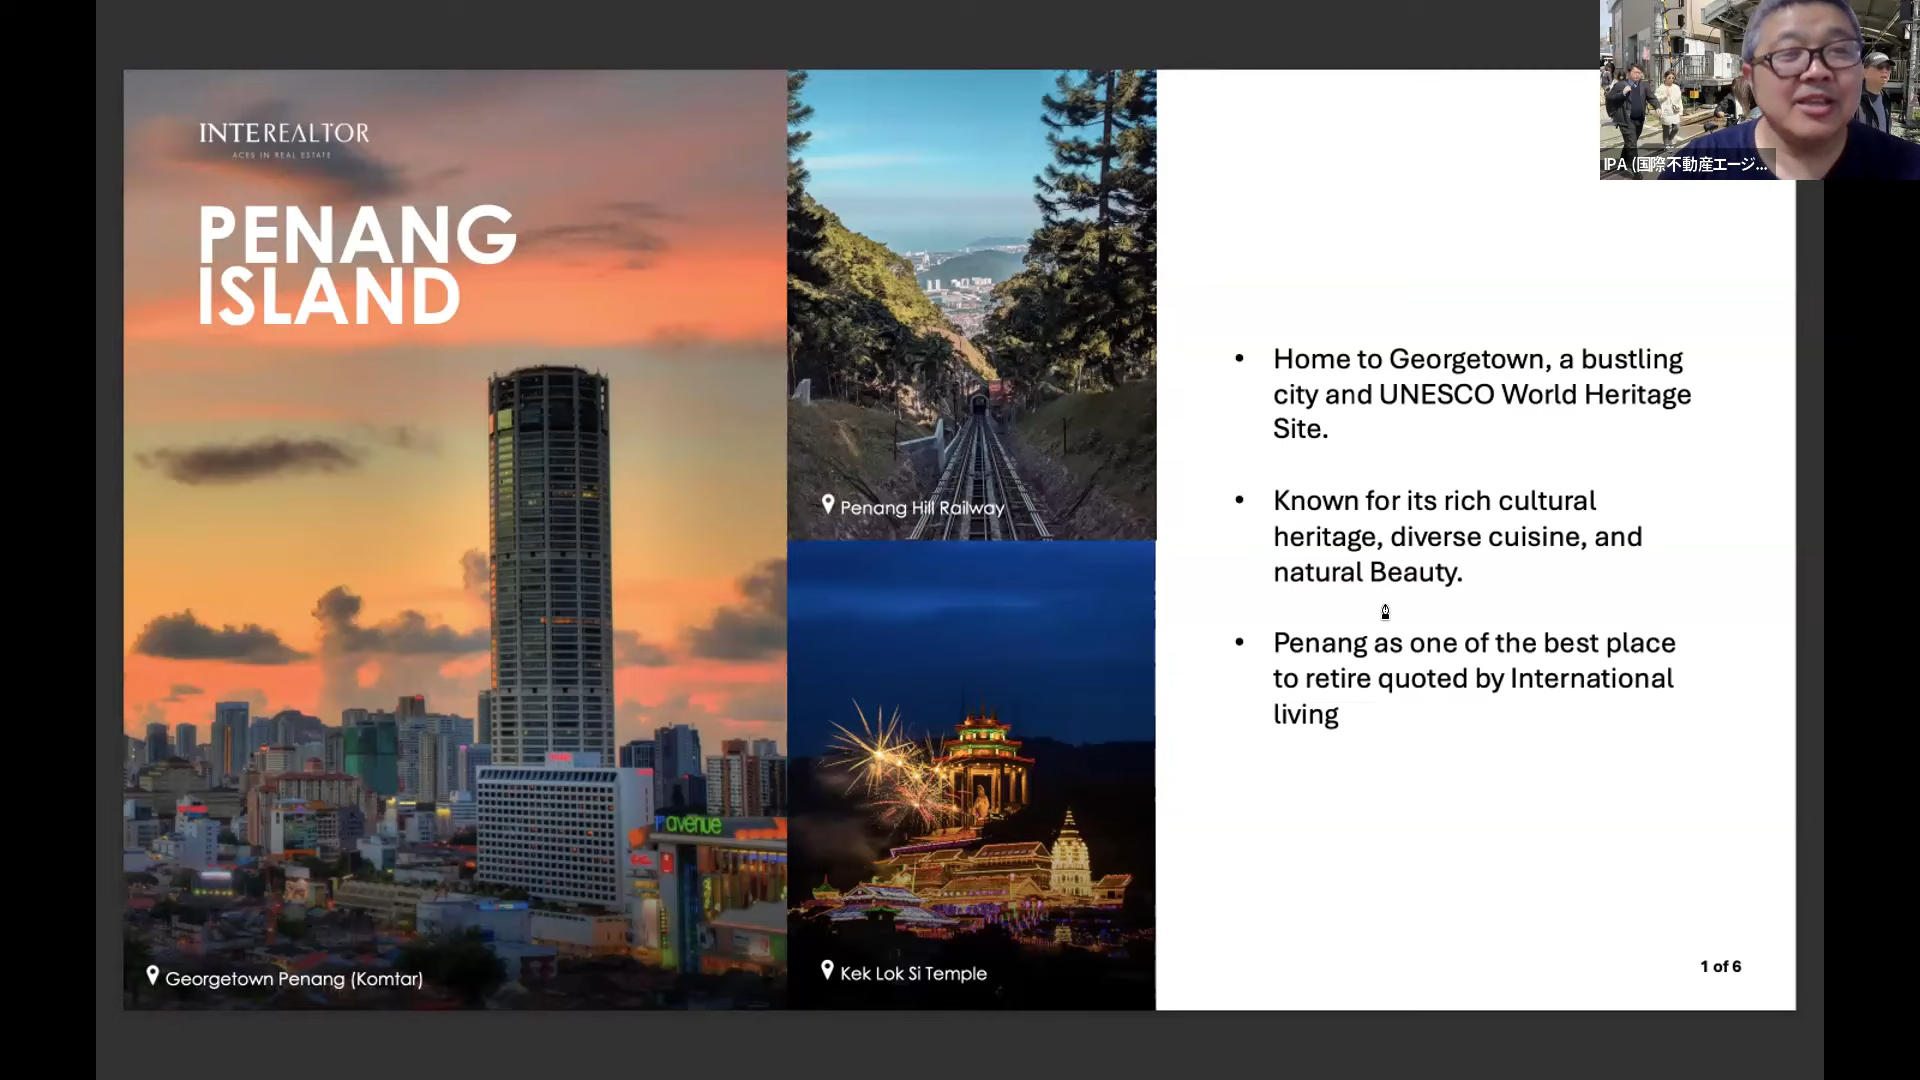 INTEREALTOR
ACES IN REAL ESTATE
PENANG
ISLAND
avenue
Georgetown Penang (Komtar)
Penang Hill Railway
Kek Lok Si Temple
• Home to Georgetown, a bustling
city and UNESCO World Heritage
Site.
• Known for its rich cultural
heritage, diverse cuisine, and
natural Beauty.
• Penang as one of the best place
to retire quoted by International
living
1 of 6
IPA (国際不動産エージ...